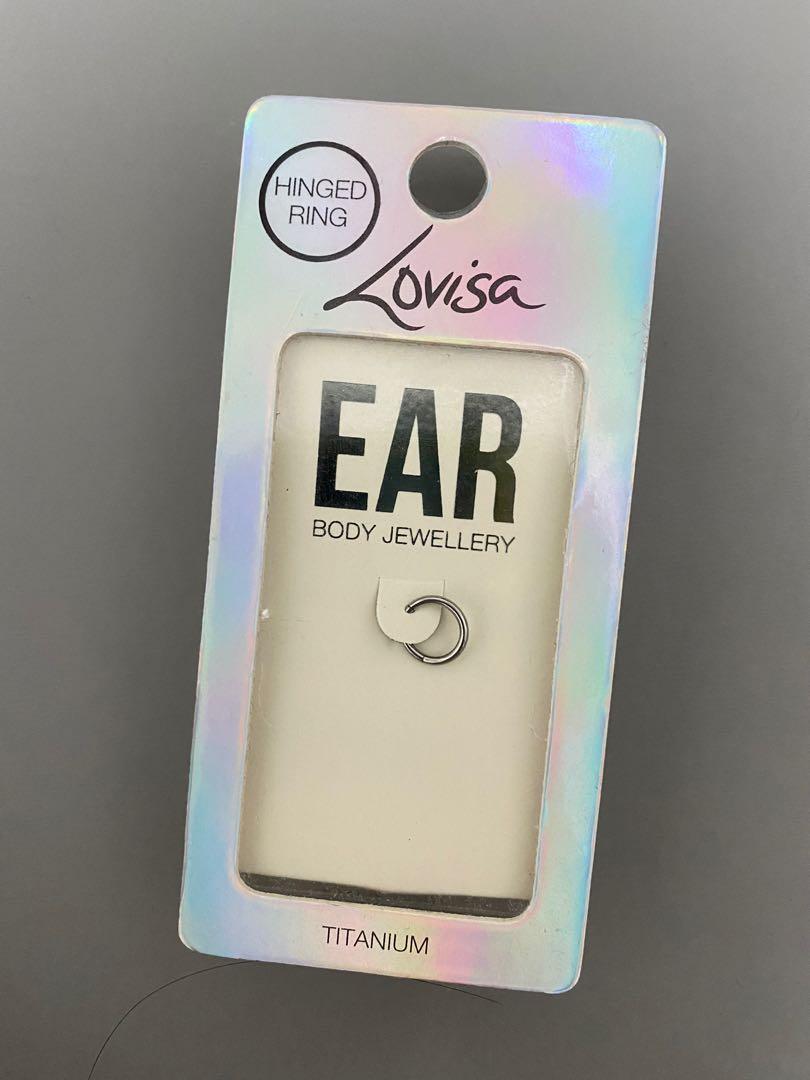 HINGED
RING
Lovisa
EAR
BODY JEWELLERY
TITANIUM